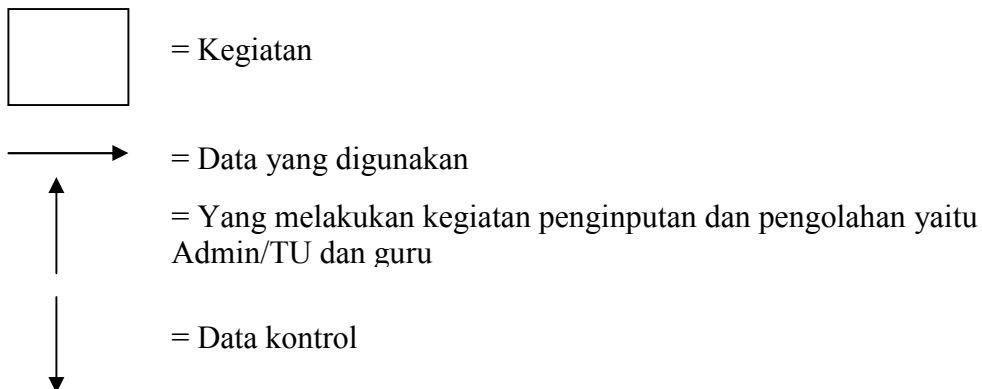 = Kegiatan
= Data yang digunakan
= Yang melakukan kegiatan penginputan dan pengolahan yaitu
Admin/TU dan guru
= Data kontrol